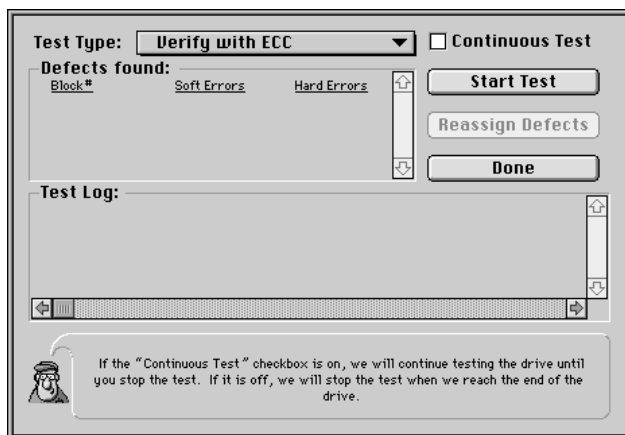 Test Type: Verify with ECC Continuous Test
Defects found:
Block# Soft Errors Hard Errors
Start Test
Reassign Defects
Done
Test Log:
If the "Continuous Test" checkbox is on, we will continue testing the drive until
you stop the test. If it is off, we will stop the test when we reach the end of the
drive.